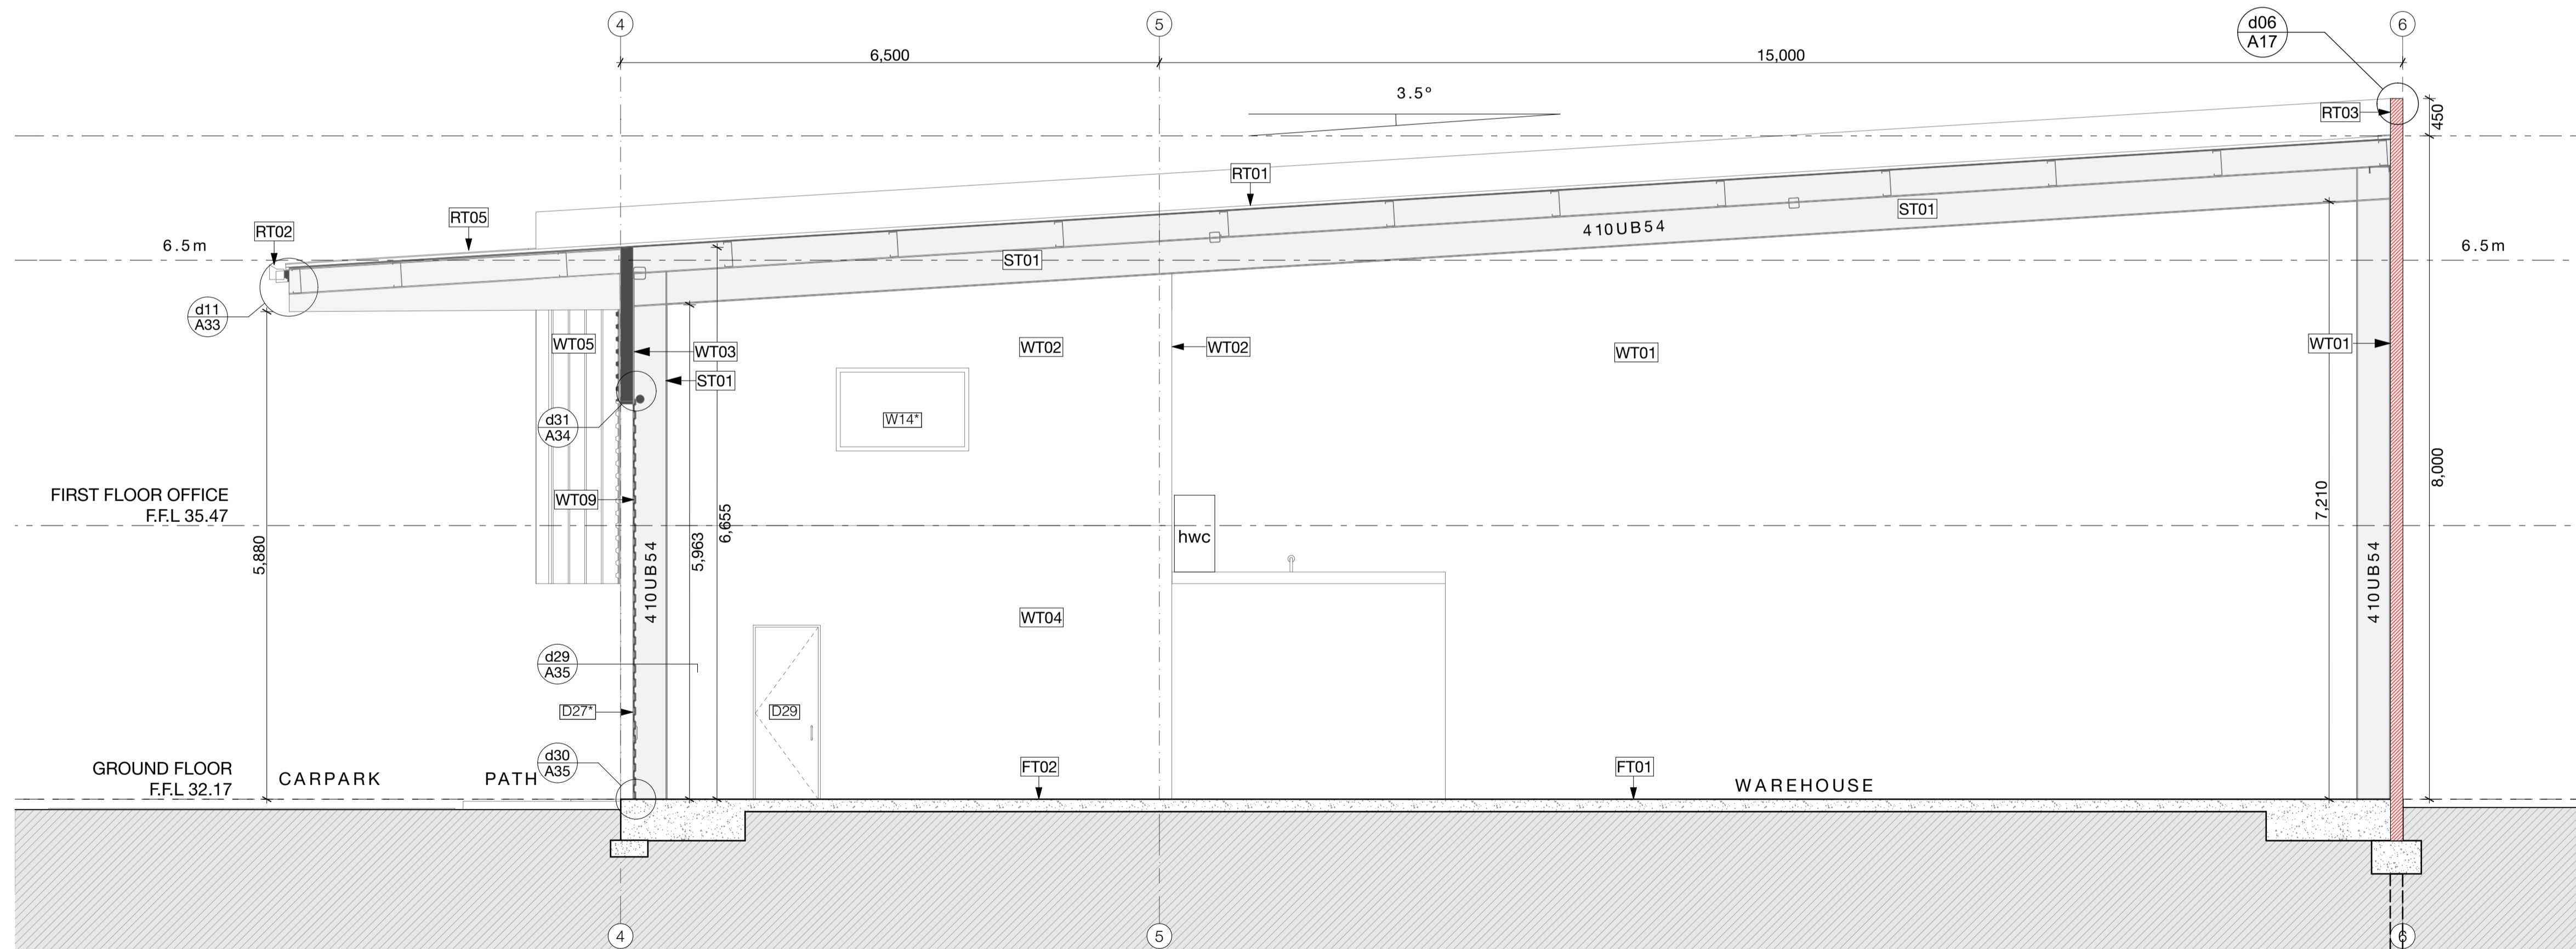 4
5
6
d06
A17
6,500
15,000
3.5°
RT03
450
RT01
RT05
RT02
6.5m
ST01
410UB54
ST01
6.5m
d11
A33
WT05
WT03
WT02
WT02
WT01
WT01
ST01
d31
A34
W14*
FIRST FLOOR OFFICE
F.F.L 35.47
WT09
5,880
410UB54
5,963
6,655
hwc
7,210
410UB54
8,000
WT04
d29
A35
D27*
D29
GROUND FLOOR
F.F.L 32.17
CARPARK
PATH
d30
A35
FT02
FT01
WAREHOUSE
4
5
6